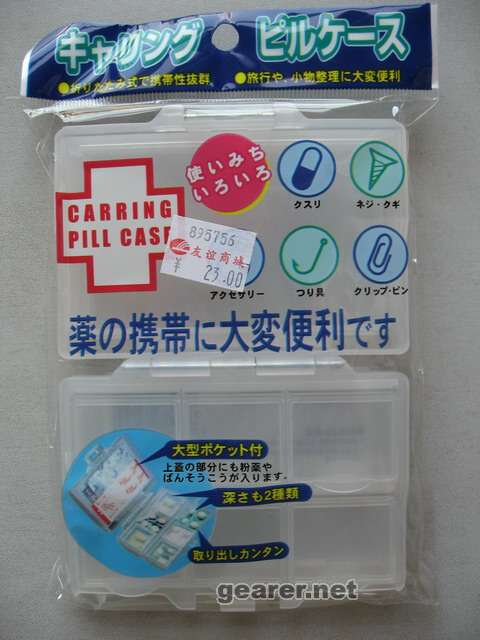 キャリング ピルケース
●折りたたみ式で携帯性抜群。 ●旅行や、小物整理に大変便利
使いみち
いろいろ
クスリ ネジ・クギ
CARRING
PILL CASE
895756
友谊商城
¥ 23.00
アクセサリー つり具 クリップ・ピン
薬の携帯に大変便利です
大型ポケット付
上蓋の部分にも粉薬や
ばんそうこうが入ります。
深さも2種類
取り出しカンタン
gearer.net